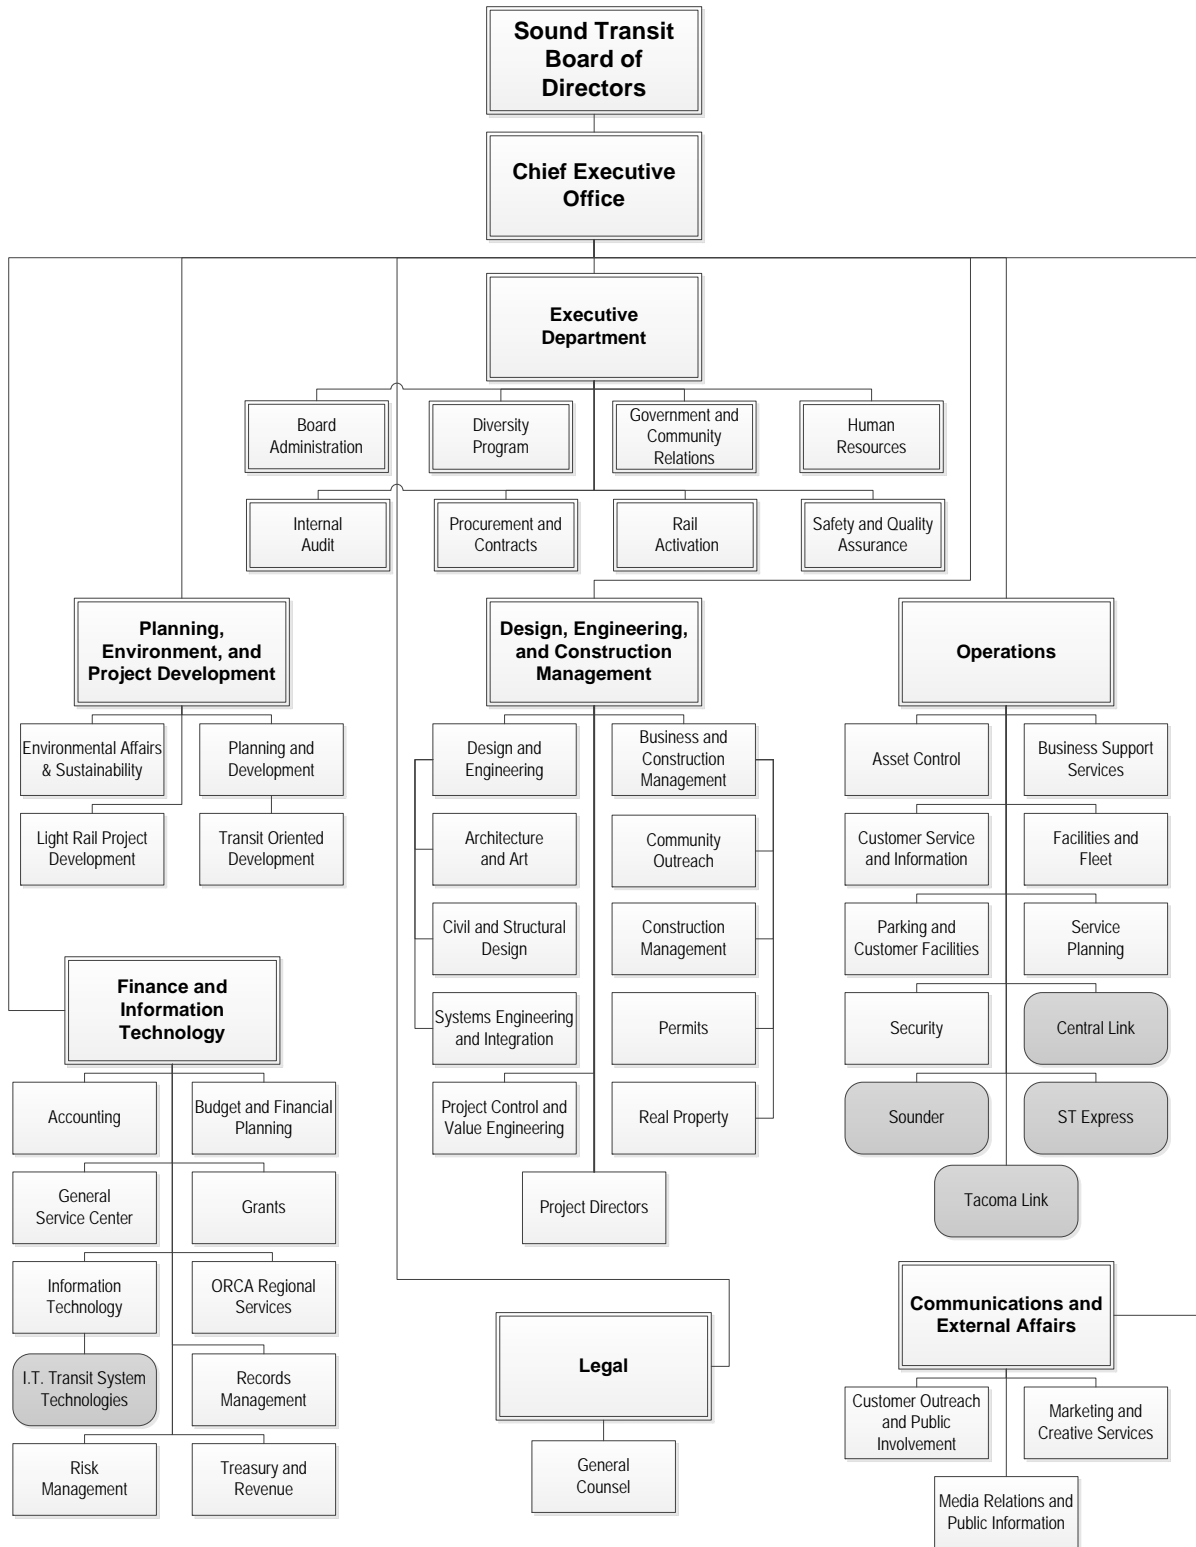 Sound Transit
Board of
Directors
Chief Executive
Office
Executive
Department
Board
Administration
Diversity
Program
Government and
Community
Relations
Human
Resources
Internal
Audit
Procurement and
Contracts
Rail
Activation
Safety and Quality
Assurance
Planning,
Environment, and
Project Development
Environmental Affairs
& Sustainability
Planning and
Development
Light Rail Project
Development
Transit Oriented
Development
Design, Engineering,
and Construction
Management
Design and
Engineering
Business and
Construction
Management
Architecture
and Art
Community
Outreach
Civil and Structural
Design
Construction
Management
Systems Engineering
and Integration
Permits
Project Control and
Value Engineering
Real Property
Project Directors
Operations
Asset Control
Business Support
Services
Customer Service
and Information
Facilities and
Fleet
Parking and
Customer Facilities
Service
Planning
Security
Central Link
Sounder
ST Express
Tacoma Link
Finance and
Information
Technology
Accounting
Budget and Financial
Planning
General
Service Center
Grants
Information
Technology
ORCA Regional
Services
I.T. Transit System
Technologies
Records
Management
Risk
Management
Treasury and
Revenue
Legal
General
Counsel
Communications and
External Affairs
Customer Outreach
and Public
Involvement
Marketing and
Creative Services
Media Relations and
Public Information